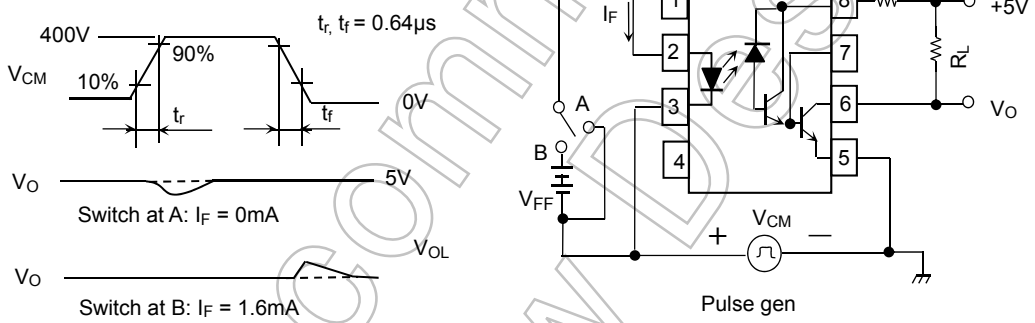 400V
t_r, t_f = 0.64μs
V_CM
90%
10%
0V
t_r
t_f
V_O
5V
Switch at A: I_F = 0mA
V_OL
V_O
Switch at B: I_F = 1.6mA
I_F
1
2
3
4
8
7
6
5
+5V
R_L
V_O
A
B
V_FF
V_CM
+
—
Pulse gen